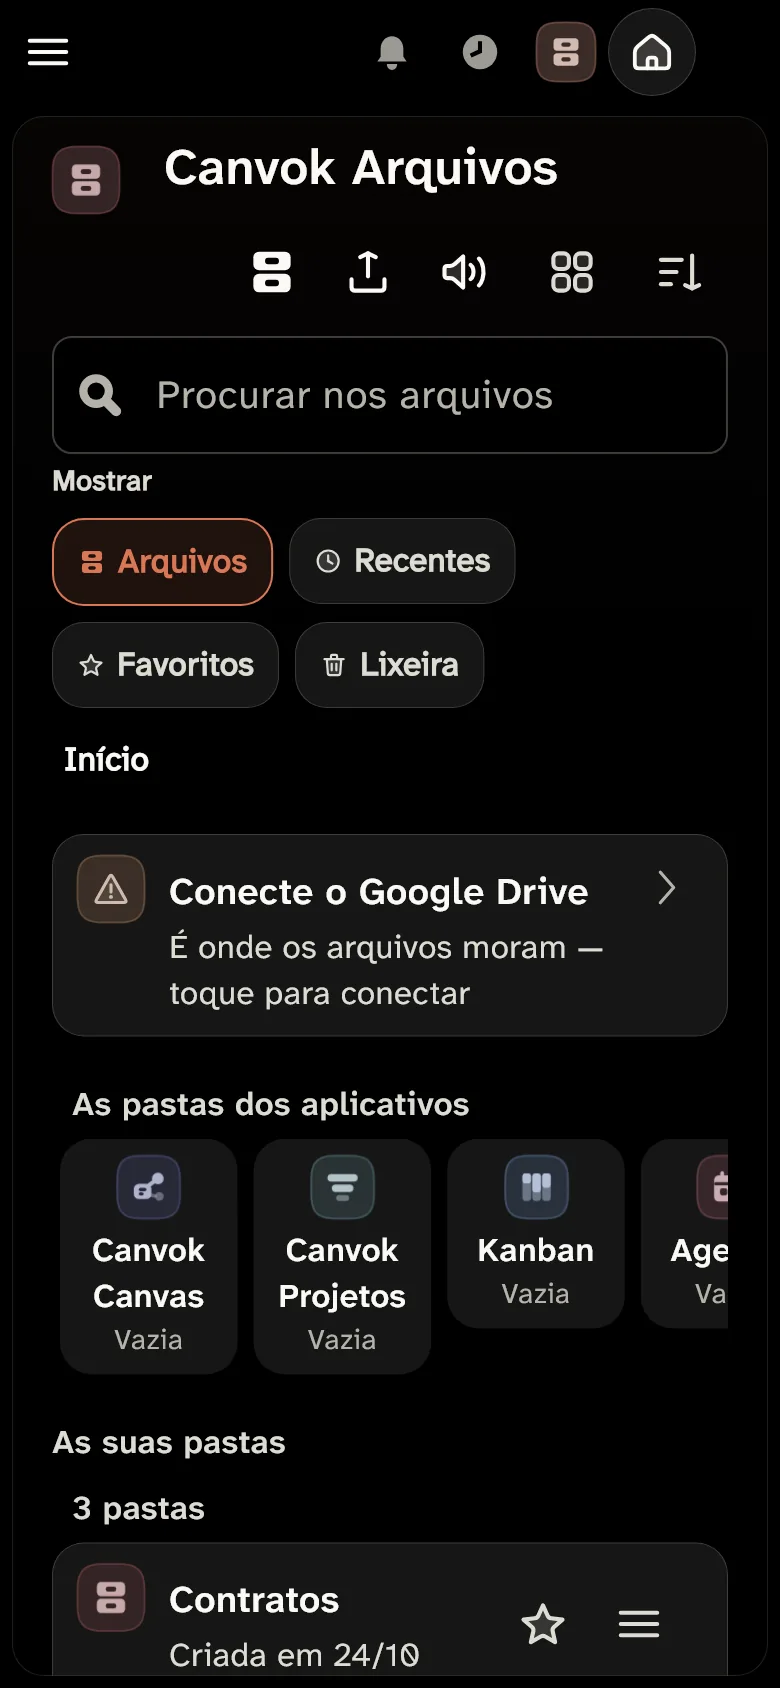 Canvok Arquivos
Procurar nos arquivos
Mostrar
Arquivos
Recentes
Favoritos
Lixeira
Início
Conecte o Google Drive
É onde os arquivos moram —
toque para conectar
As pastas dos aplicativos
Canvok
Canvas
Vazia
Canvok
Projetos
Vazia
Kanban
Vazia
Age
Va
As suas pastas
3 pastas
Contratos
Criada em 24/10